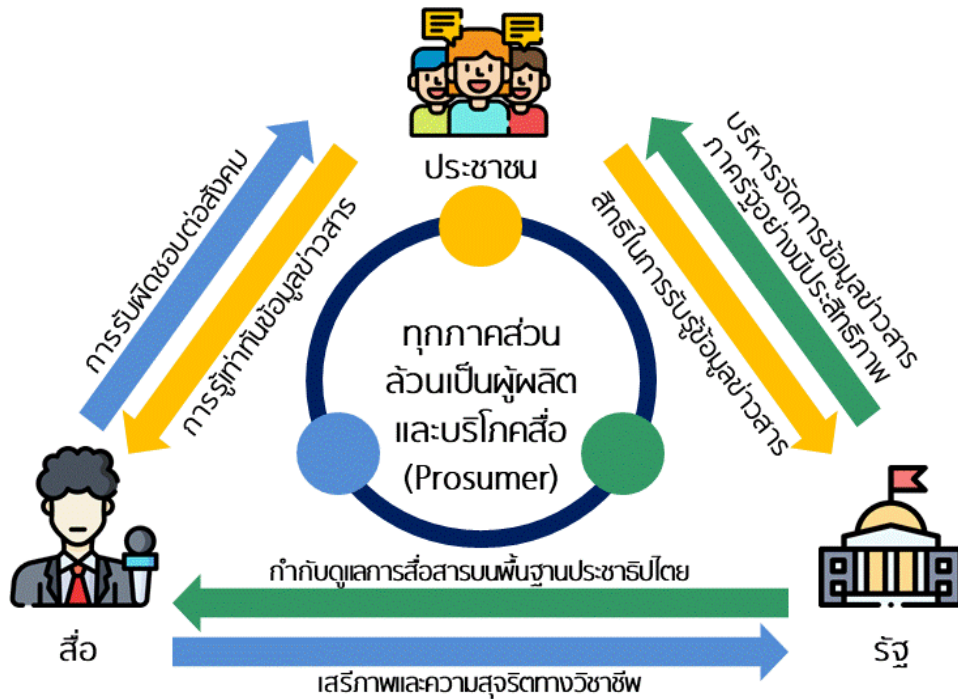 ประชาชน
การรับผิดชอบต่อสังคม
การรู้เท่าทันข้อมูลข่าวสาร
สิทธิในการรับรู้ข้อมูลข่าวสาร
บริหารจัดการข้อมูลข่าวสาร
ภาครัฐอย่างมีประสิทธิภาพ
ทุกภาคส่วน
ล้วนเป็นผู้ผลิต
และบริโภคสื่อ
(Prosumer)
กำกับดูแลการสื่อสารบนพื้นฐานประชาธิปไตย
สื่อ
รัฐ
เสรีภาพและความสุจริตทางวิชาชีพ